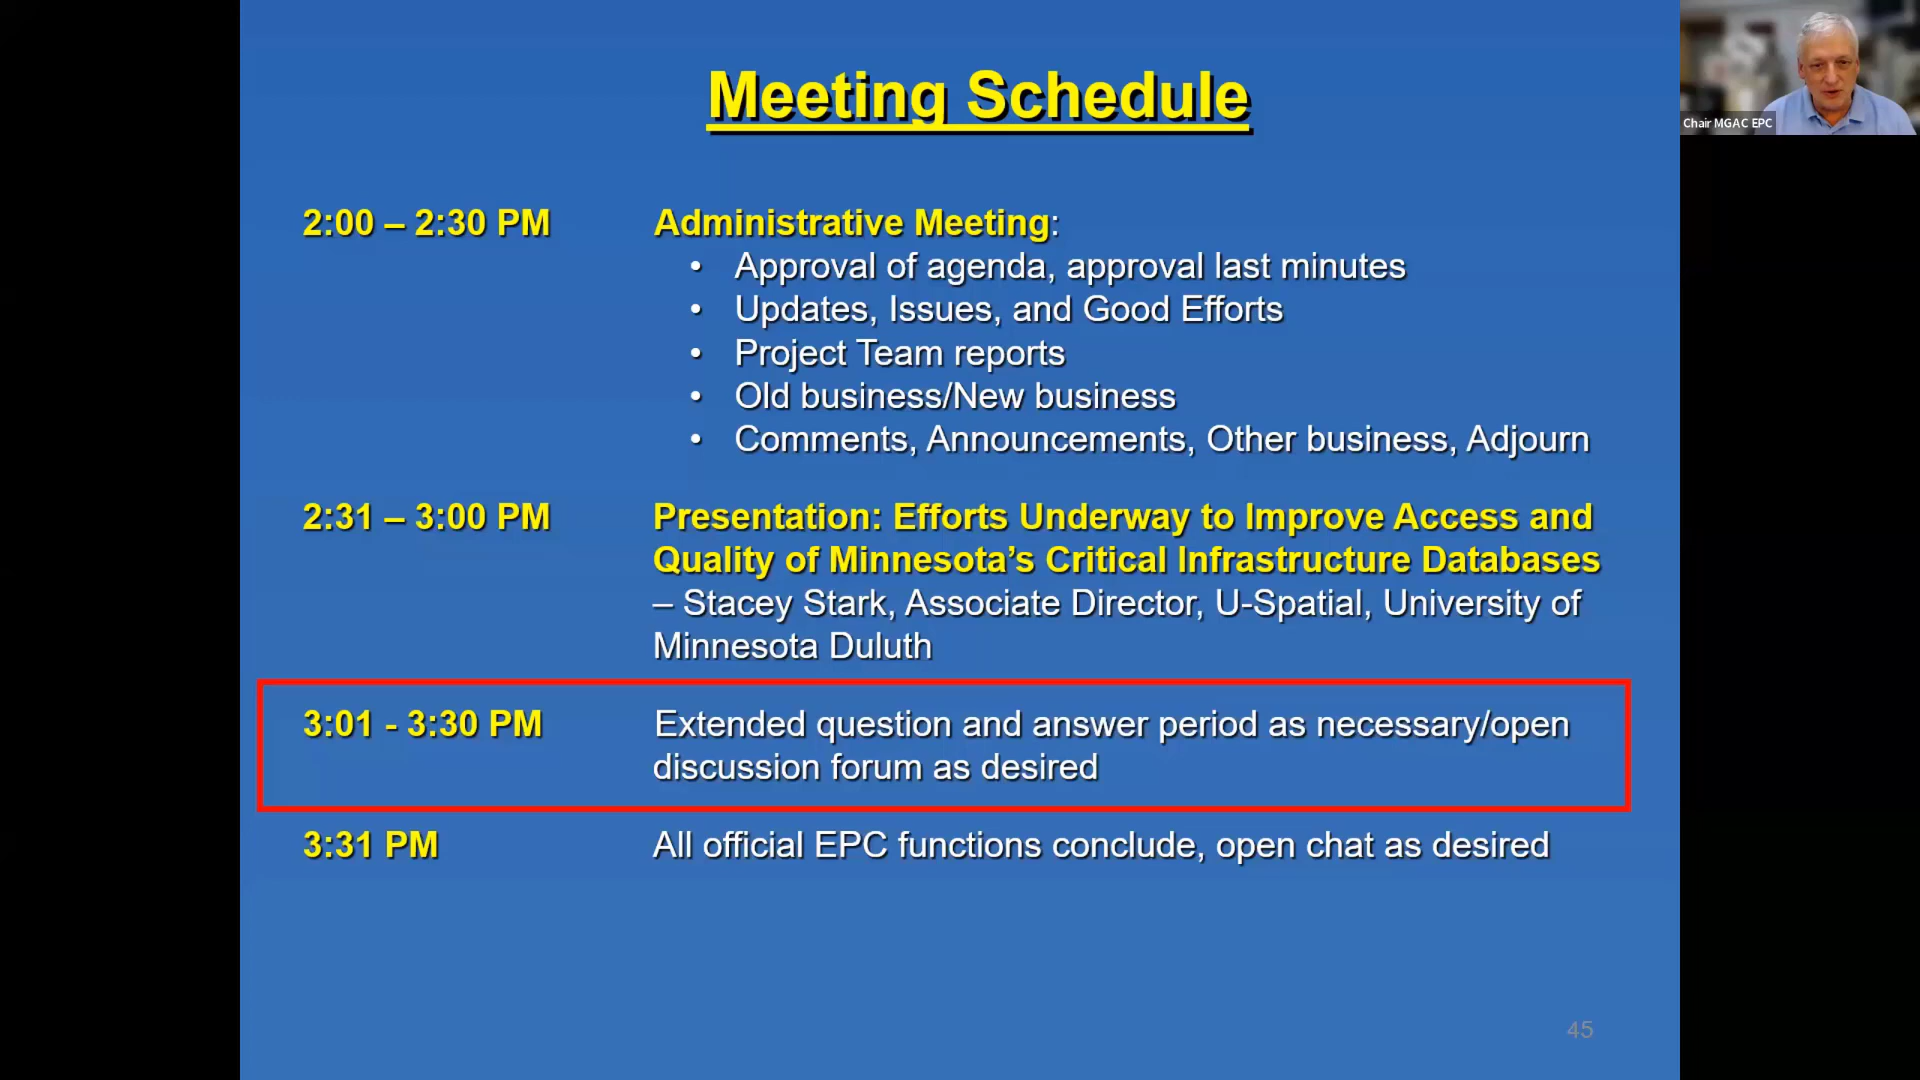 Meeting Schedule
Chair MGAC EPC
2:00 – 2:30 PM Administrative Meeting:
• Approval of agenda, approval last minutes
• Updates, Issues, and Good Efforts
• Project Team reports
• Old business/New business
• Comments, Announcements, Other business, Adjourn
2:31 – 3:00 PM Presentation: Efforts Underway to Improve Access and
Quality of Minnesota’s Critical Infrastructure Databases
– Stacey Stark, Associate Director, U-Spatial, University of
Minnesota Duluth
3:01 - 3:30 PM Extended question and answer period as necessary/open
discussion forum as desired
3:31 PM All official EPC functions conclude, open chat as desired
45